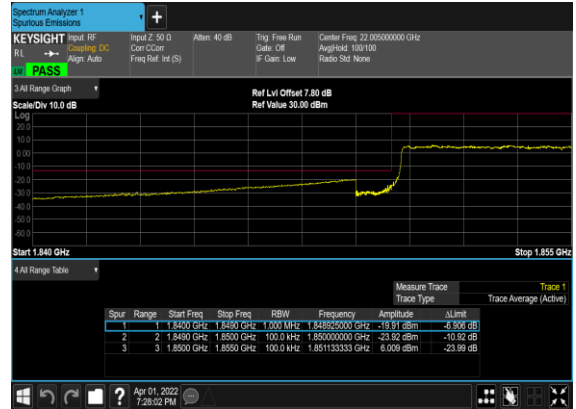 Spectrum Analyzer 1
Spurious Emissions
KEYSIGHT Input: RF Input Z: 50 Ω Atten: 40 dB Trig: Free Run Center Freq: 22.005000000 GHz
RL Coupling: DC Corr CCorr Gate: Off Avg|Hold: 100/100
Align: Auto Freq Ref: Int (S) IF Gain: Low Radio Std: None
LW PASS
3 All Range Graph Ref Lvl Offset 7.80 dB
Scale/Div 10.0 dB Ref Value 30.00 dBm
Log
20.0
10.0
0.00
-10.0
-20.0
-30.0
-40.0
-50.0
-60.0
Start 1.840 GHz Stop 1.855 GHz
4 All Range Table
Measure Trace Trace 1
Trace Type Trace Average (Active)
Spur Range Start Freq Stop Freq RBW Frequency Amplitude ΔLimit
1 1 1.8400 GHz 1.8490 GHz 1.000 MHz 1.848925000 GHz -19.91 dBm -6.906 dB
2 2 1.8490 GHz 1.8500 GHz 100.0 kHz 1.850000000 GHz -23.92 dBm -10.92 dB
3 3 1.8500 GHz 1.8550 GHz 100.0 kHz 1.851133333 GHz 6.009 dBm -23.99 dB
? Apr 01, 2022
7:28:02 PM